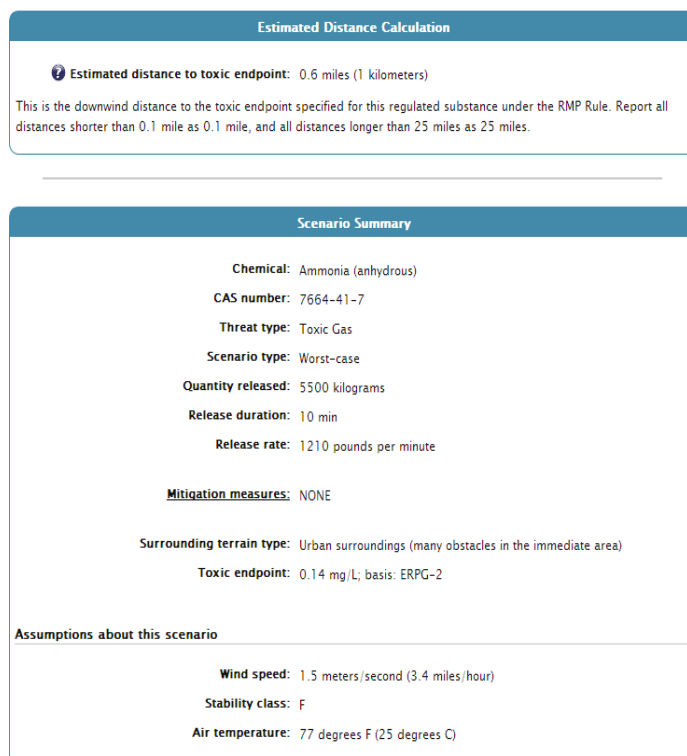 Estimated Distance Calculation
? Estimated distance to toxic endpoint: 0.6 miles (1 kilometers)
This is the downwind distance to the toxic endpoint specified for this regulated substance under the RMP Rule. Report all
distances shorter than 0.1 mile as 0.1 mile, and all distances longer than 25 miles as 25 miles.
Scenario Summary
Chemical: Ammonia (anhydrous)
CAS number: 7664-41-7
Threat type: Toxic Gas
Scenario type: Worst-case
Quantity released: 5500 kilograms
Release duration: 10 min
Release rate: 1210 pounds per minute
Mitigation measures: NONE
Surrounding terrain type: Urban surroundings (many obstacles in the immediate area)
Toxic endpoint: 0.14 mg/L; basis: ERPG-2
Assumptions about this scenario
Wind speed: 1.5 meters/second (3.4 miles/hour)
Stability class: F
Air temperature: 77 degrees F (25 degrees C)